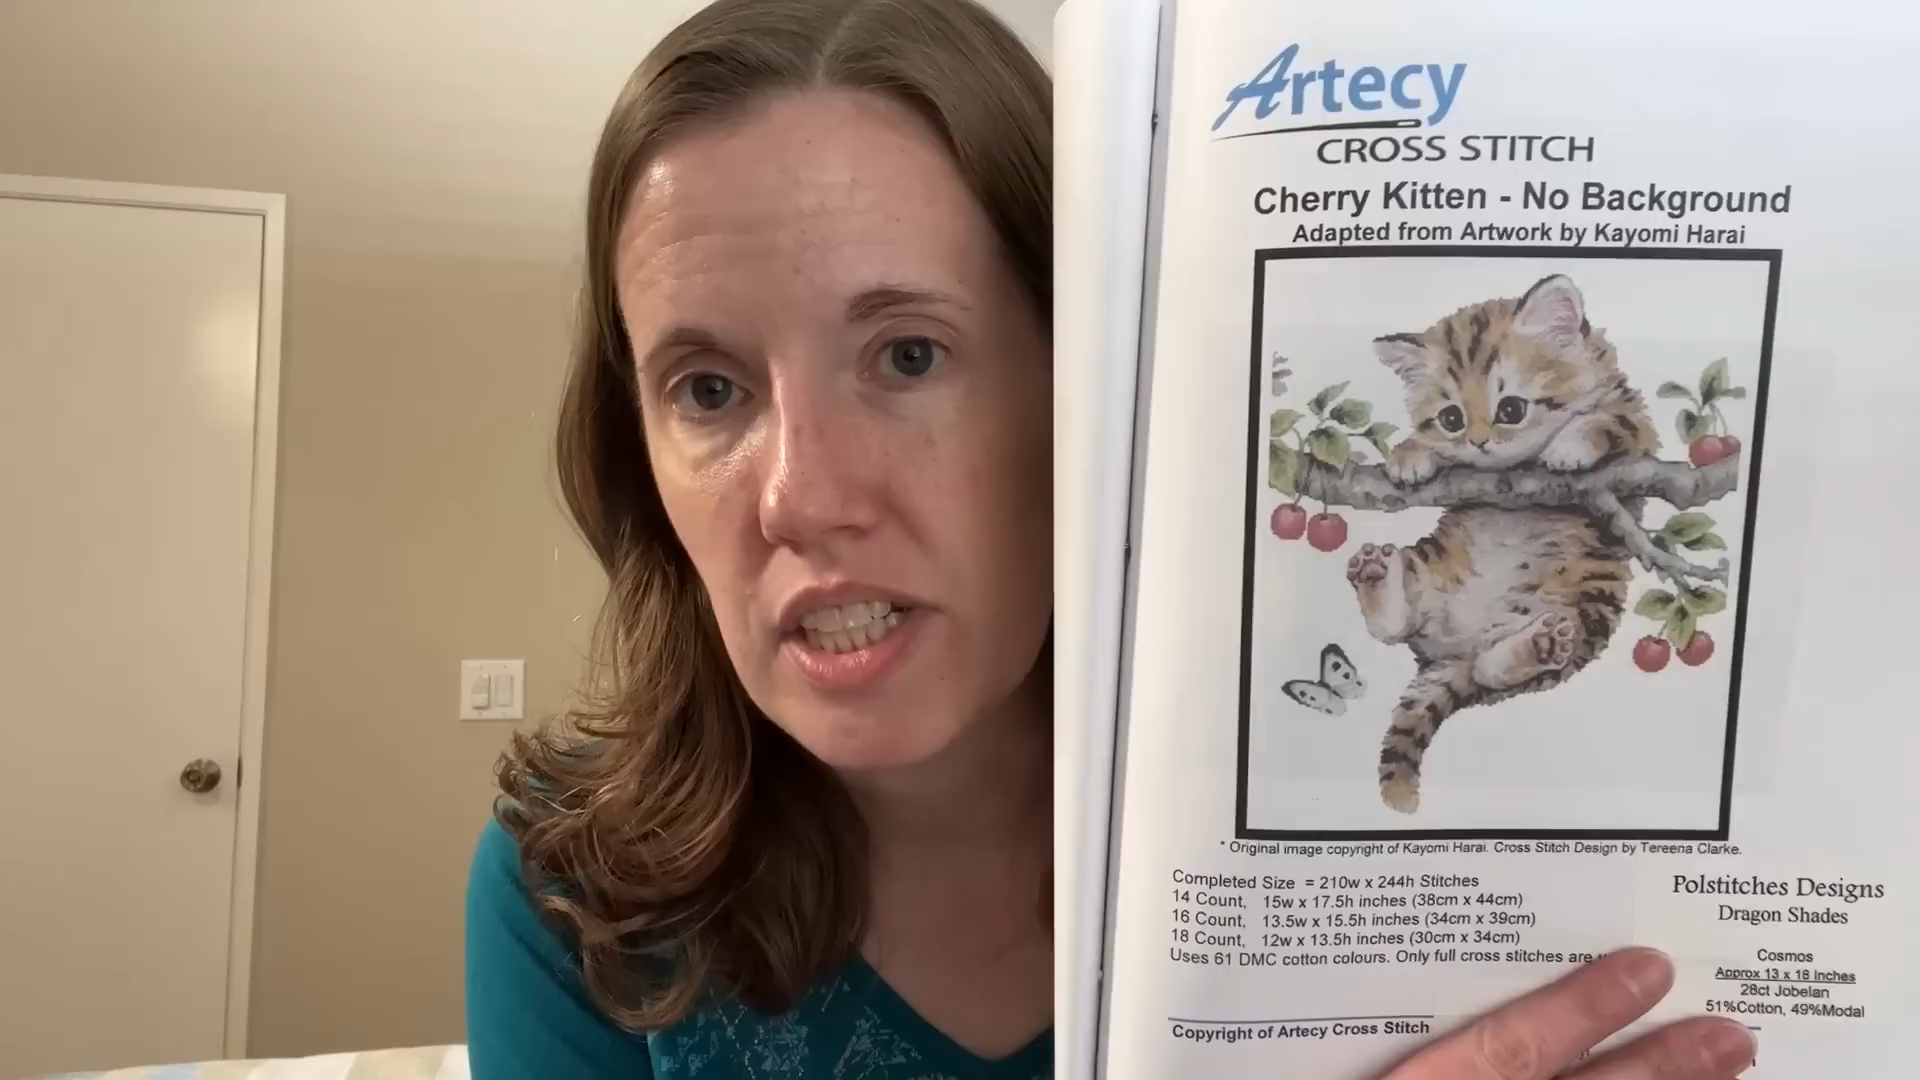 Artecy
CROSS STITCH
Cherry Kitten - No Background
Adapted from Artwork by Kayomi Harai
* Original image copyright of Kayomi Harai. Cross Stitch Design by Tereena Clarke.
Completed Size = 210w x 244h Stitches
14 Count, 15w x 17.5h inches (38cm x 44cm)
16 Count, 13.5w x 15.5h inches (34cm x 39cm)
18 Count, 12w x 13.5h inches (30cm x 34cm)
Uses 61 DMC cotton colours. Only full cross stitches are
Copyright of Artecy Cross Stitch
Polstitches Designs
Dragon Shades
Cosmos
Approx 13 x 18 Inches
28ct Jobelan
51%Cotton, 49%Modal